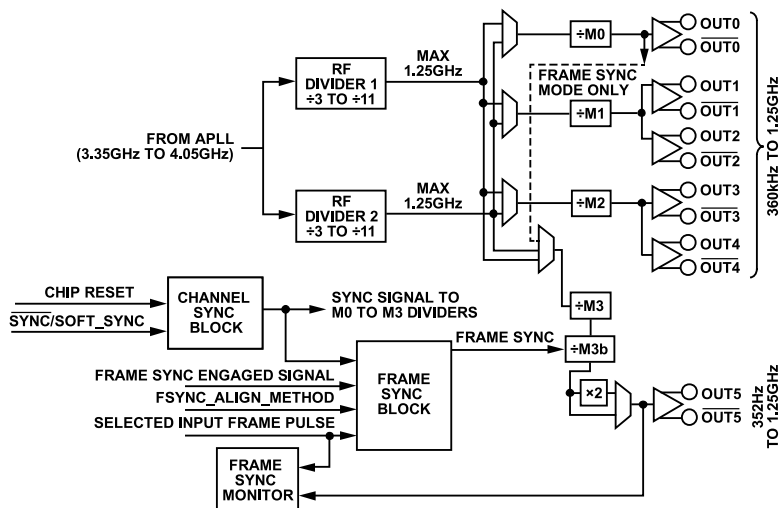 ÷M0
OUT0
OUT0
MAX
1.25GHz
RF
DIVIDER 1
÷3 TO ÷11
FRAME SYNC
MODE ONLY
÷M1
OUT1
OUT1
OUT2
OUT2
FROM APLL
(3.35GHz TO 4.05GHz)
360kHz TO 1.25GHz
MAX
1.25GHz
RF
DIVIDER 2
÷3 TO ÷11
÷M2
OUT3
OUT3
OUT4
OUT4
CHIP RESET
SYNC/SOFT_SYNC
CHANNEL
SYNC
BLOCK
SYNC SIGNAL TO
M0 TO M3 DIVIDERS
÷M3
FRAME SYNC
÷M3b
FRAME SYNC ENGAGED SIGNAL
FSYNC_ALIGN_METHOD
SELECTED INPUT FRAME PULSE
FRAME
SYNC
BLOCK
×2
OUT5
OUT5
352Hz
TO 1.25GHz
FRAME
SYNC
MONITOR